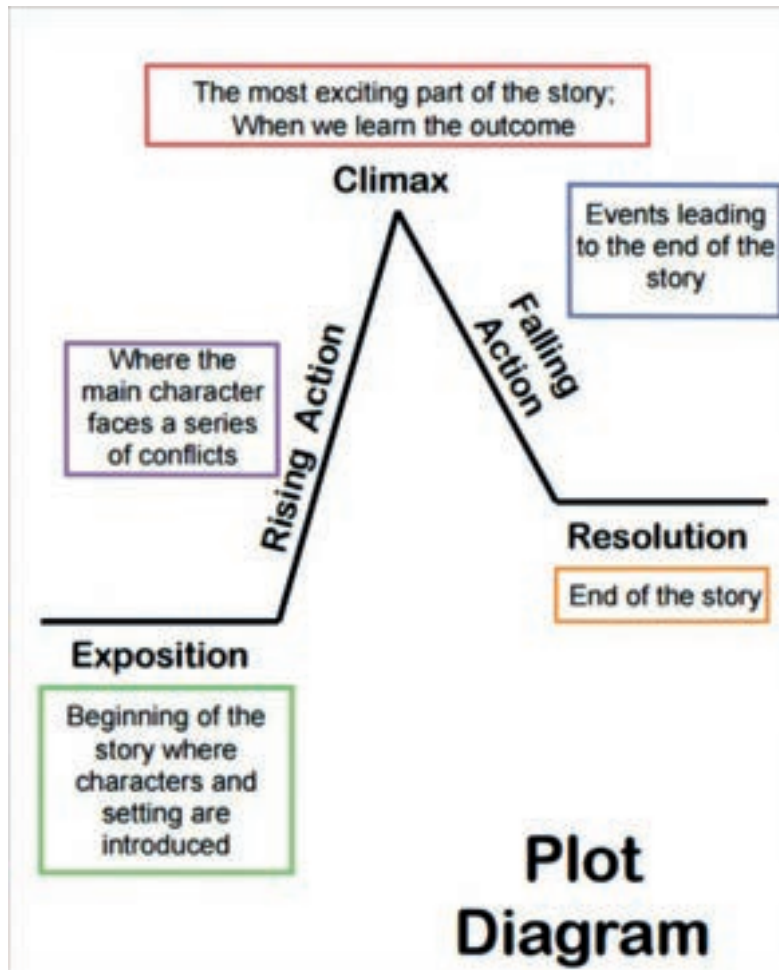 The most exciting part of the story;
When we learn the outcome
Climax
Events leading
to the end of the
story
Falling
Action
Where the
main character
faces a series
of conflicts
Rising Action
Resolution
End of the story
Exposition
Beginning of the
story where
characters and
setting are
introduced
Plot
Diagram